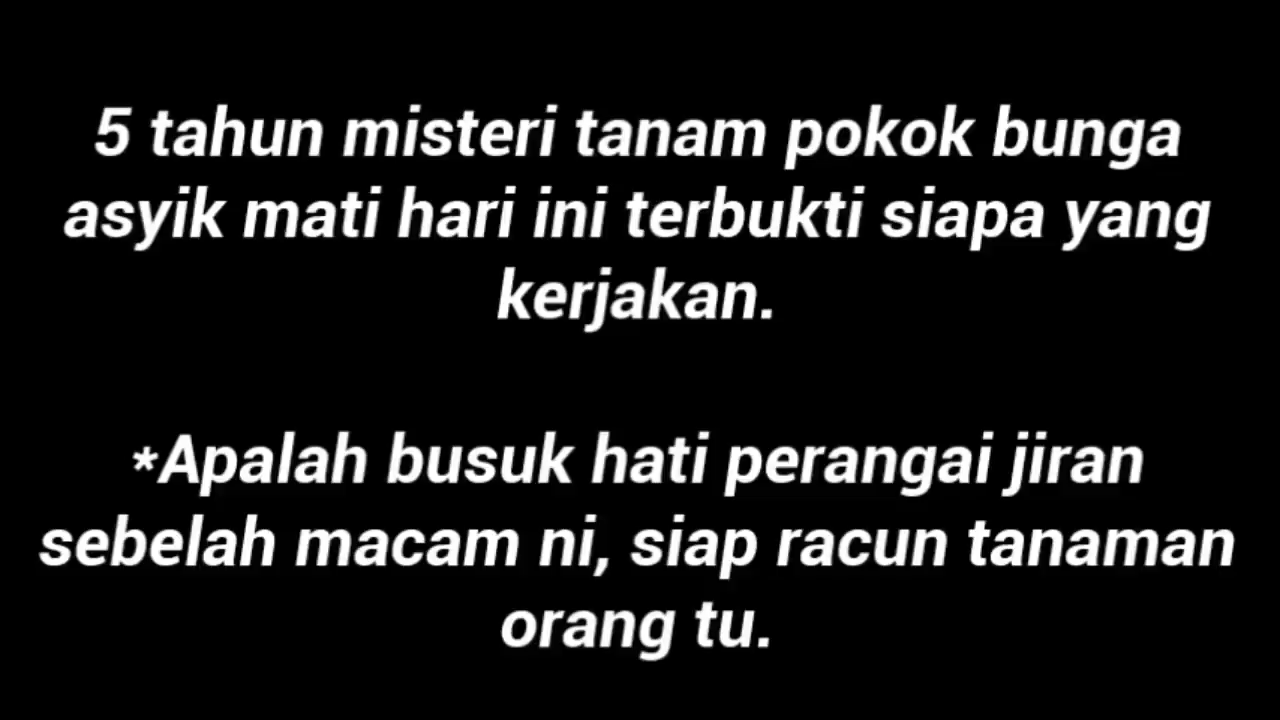 5 tahun misteri tanam pokok bunga
asyik mati hari ini terbukti siapa yang
kerjakan.
*Apalah busuk hati perangai jiran
sebelah macam ni, siap racun tanaman
orang tu.